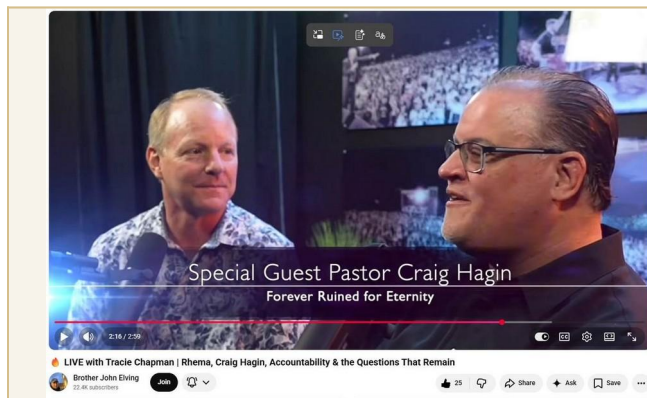 Special Guest Pastor Craig Hagin
Forever Ruined for Eternity
2:16 / 2:59
CC
🔥 LIVE with Tracie Chapman | Rhema, Craig Hagin, Accountability & the Questions That Remain
Brother John Elving
22.4K subscribers
Join
25
Share
Ask
Save